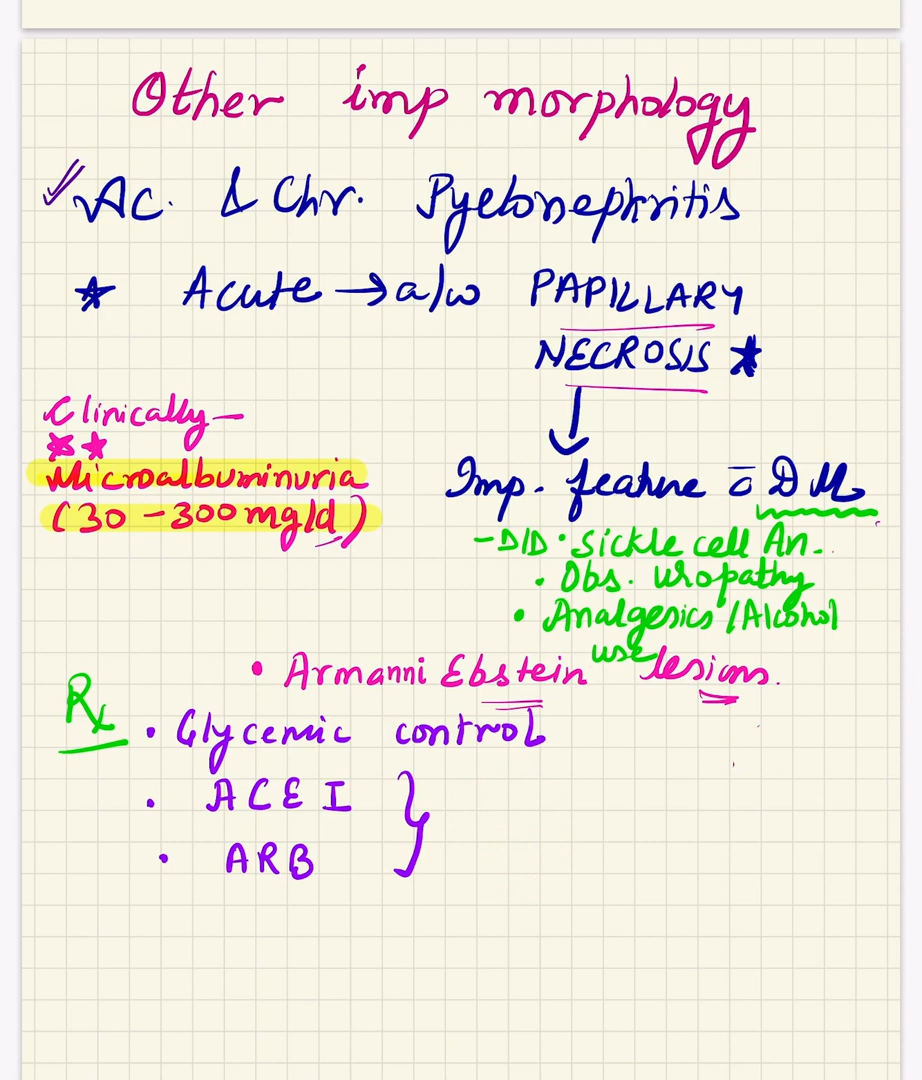 Other imp morphology
Ac. & Chr. Pyelonephritis
Acute → a/w PAPILLARY
NECROSIS
Clinically -
Microalbuminuria
(30 - 300 mg/d)
Imp. feature c̄ DM
- D/D • Sickle cell An.
• Obs. uropathy
• Analgesics / Alcohol
use
• Armanni Ebstein lesions.
Rx
• Glycemic control
• ACEI
• ARB